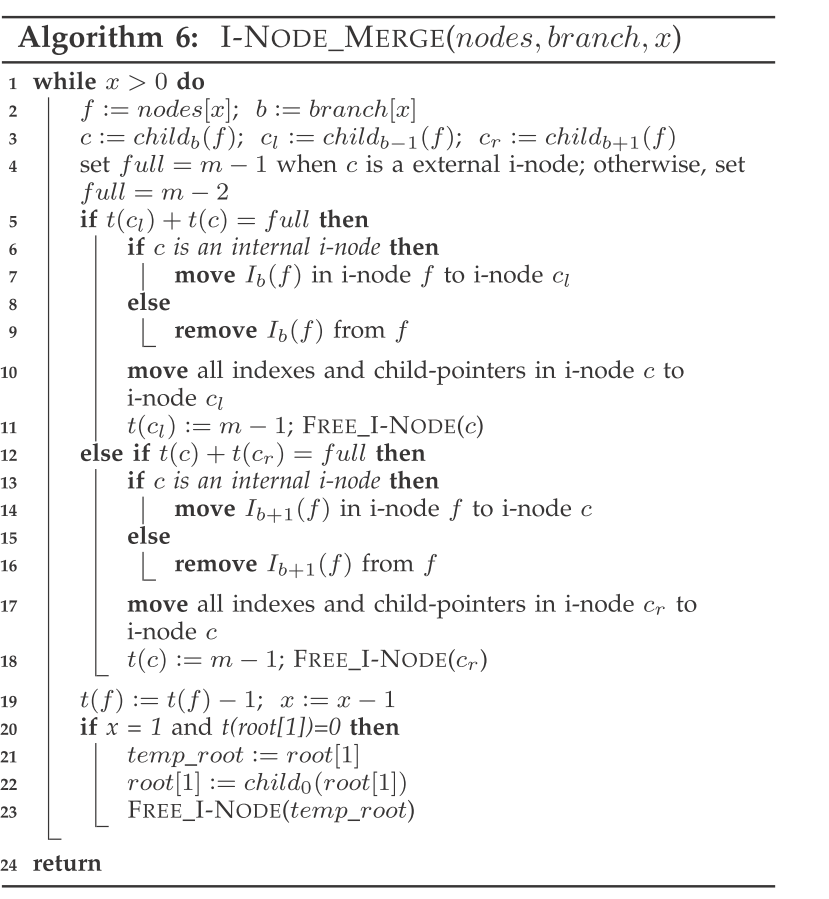 Algorithm 6: I-NODE_MERGE(nodes, branch, x)
1 while x > 0 do
2 f := nodes[x]; b := branch[x]
3 c := child_b(f); c_l := child_{b−1}(f); c_r := child_{b+1}(f)
4 set full = m − 1 when c is a external i-node; otherwise, set
full = m − 2
5 if t(c_l) + t(c) = full then
6 if c is an internal i-node then
7 move I_b(f) in i-node f to i-node c_l
8 else
9 remove I_b(f) from f
10 move all indexes and child-pointers in i-node c to
i-node c_l
11 t(c_l) := m − 1; FREE_I-NODE(c)
12 else if t(c) + t(c_r) = full then
13 if c is an internal i-node then
14 move I_{b+1}(f) in i-node f to i-node c
15 else
16 remove I_{b+1}(f) from f
17 move all indexes and child-pointers in i-node c_r to
i-node c
18 t(c) := m − 1; FREE_I-NODE(c_r)
19 t(f) := t(f) − 1; x := x − 1
20 if x = 1 and t(root[1])=0 then
21 temp_root := root[1]
22 root[1] := child_0(root[1])
23 FREE_I-NODE(temp_root)
24 return